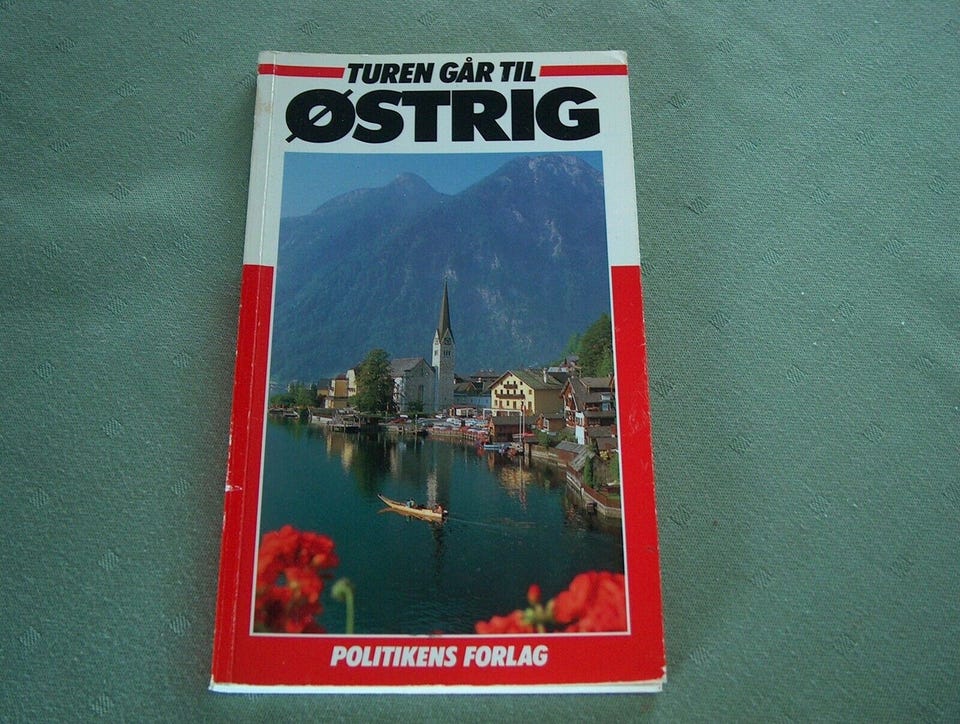 TUREN GÅR TIL
ØSTRIG
POLITIKENS FORLAG